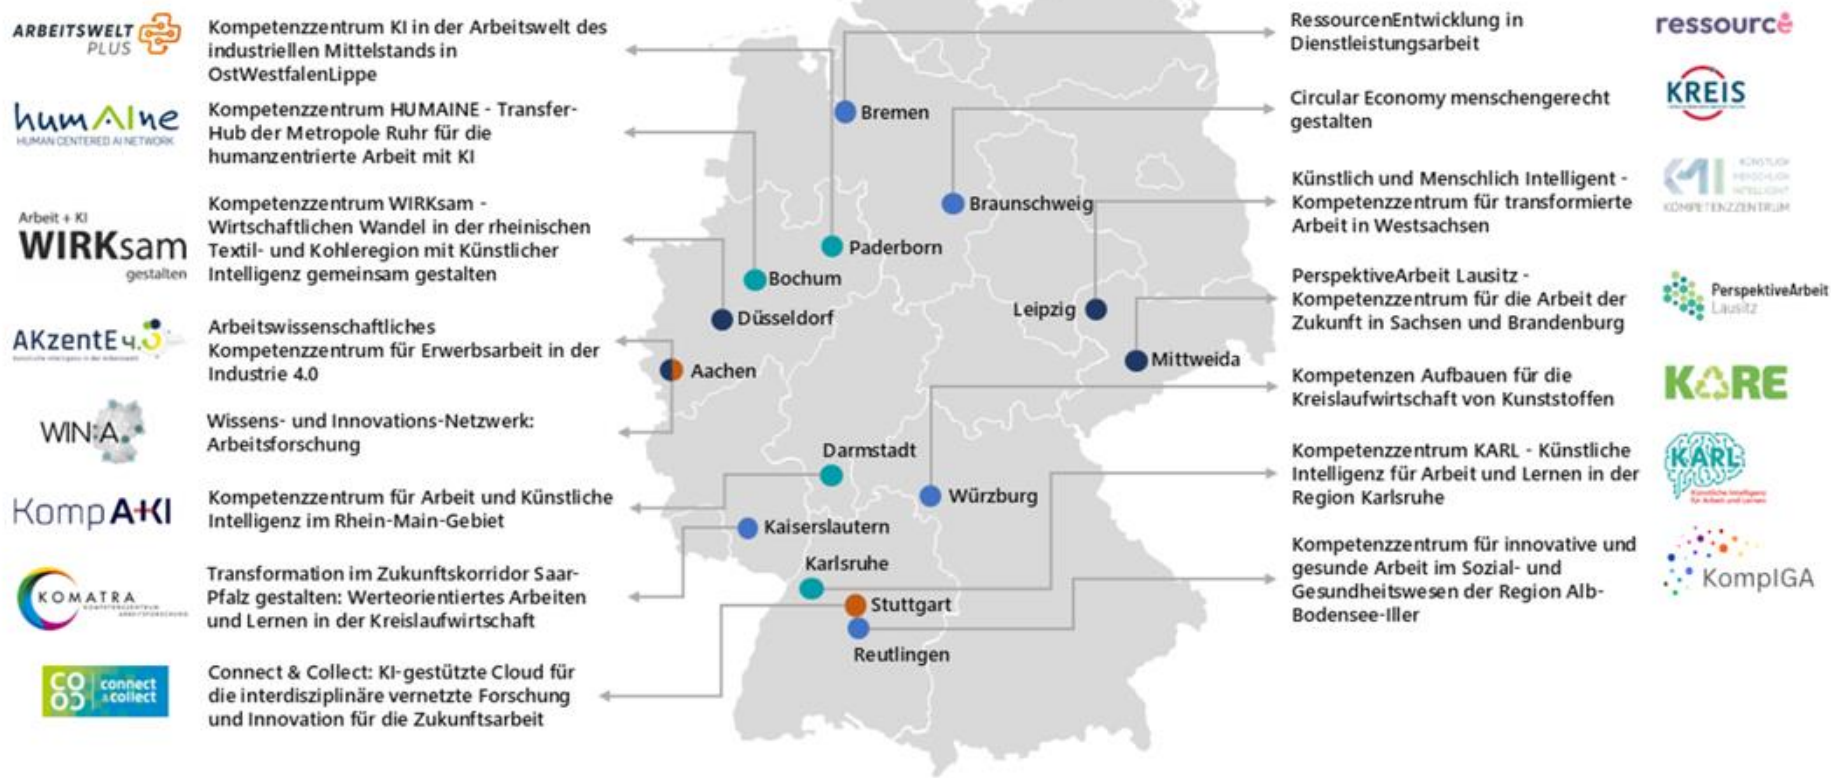 ARBEITSWELT
PLUS
Kompetenzzentrum KI in der Arbeitswelt des
industriellen Mittelstands in
OstWestfalenLippe
humAIne
HUMAN CENTERED AI NETWORK
Kompetenzzentrum HUMAINE - Transfer-
Hub der Metropole Ruhr für die
humanzentrierte Arbeit mit KI
Arbeit + KI
WIRKsam
gestalten
Kompetenzzentrum WIRKsam -
Wirtschaftlichen Wandel in der rheinischen
Textil- und Kohleregion mit Künstlicher
Intelligenz gemeinsam gestalten
AKzentE 4.0
Arbeitswissenschaftliches
Kompetenzzentrum für Erwerbsarbeit in der
Industrie 4.0
WIN:A
Wissens- und Innovations-Netzwerk:
Arbeitsforschung
KompAKI
Kompetenzzentrum für Arbeit und Künstliche
Intelligenz im Rhein-Main-Gebiet
KOMATRA
Transformation im Zukunftskorridor Saar-
Pfalz gestalten: Werteorientiertes Arbeiten
und Lernen in der Kreislaufwirtschaft
CO
CO
connect
&collect
Connect & Collect: KI-gestützte Cloud für
die interdisziplinäre vernetzte Forschung
und Innovation für die Zukunftsarbeit
Bremen
Braunschweig
Paderborn
Bochum
Düsseldorf
Leipzig
Mittweida
Aachen
Darmstadt
Würzburg
Kaiserslautern
Karlsruhe
Stuttgart
Reutlingen
RessourcenEntwicklung in
Dienstleistungsarbeit
ressource
Circular Economy menschengerecht
gestalten
KREIS
Künstlich und Menschlich Intelligent -
Kompetenzzentrum für transformierte
Arbeit in Westsachsen
KMI
KÜNSTLICH
MENSCHLICH
INTELLIGENT
KOMPETENZZENTRUM
PerspektiveArbeit Lausitz -
Kompetenzzentrum für die Arbeit der
Zukunft in Sachsen und Brandenburg
PerspektiveArbeit
Lausitz
Kompetenzen Aufbauen für die
Kreislaufwirtschaft von Kunststoffen
KARE
Kompetenzzentrum KARL - Künstliche
Intelligenz für Arbeit und Lernen in der
Region Karlsruhe
KARL
Künstliche Intelligenz
für Arbeit und Lernen
Kompetenzzentrum für innovative und
gesunde Arbeit im Sozial- und
Gesundheitswesen der Region Alb-
Bodensee-Iller
KompIGA